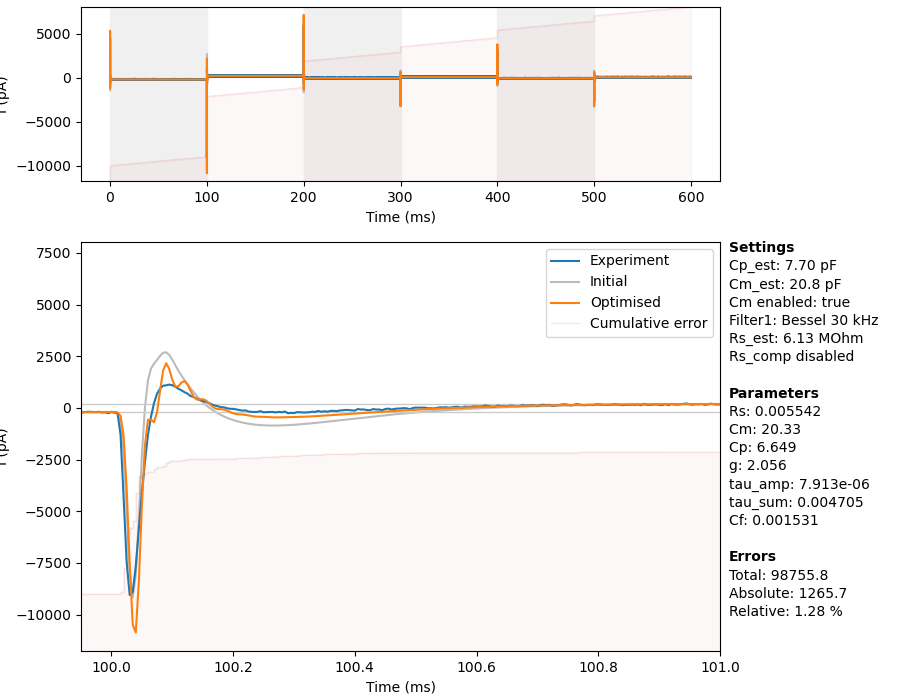 5000
0
−5000
−10000
I (pA)
0 100 200 300 400 500 600
Time (ms)
7500
5000
2500
0
−2500
−5000
−7500
−10000
I (pA)
100.0 100.2 100.4 100.6 100.8 101.0
Time (ms)
Experiment
Initial
Optimised
Cumulative error
Settings
Cp_est: 7.70 pF
Cm_est: 20.8 pF
Cm enabled: true
Filter1: Bessel 30 kHz
Rs_est: 6.13 MOhm
Rs_comp disabled
Parameters
Rs: 0.005542
Cm: 20.33
Cp: 6.649
g: 2.056
tau_amp: 7.913e-06
tau_sum: 0.004705
Cf: 0.001531
Errors
Total: 98755.8
Absolute: 1265.7
Relative: 1.28 %